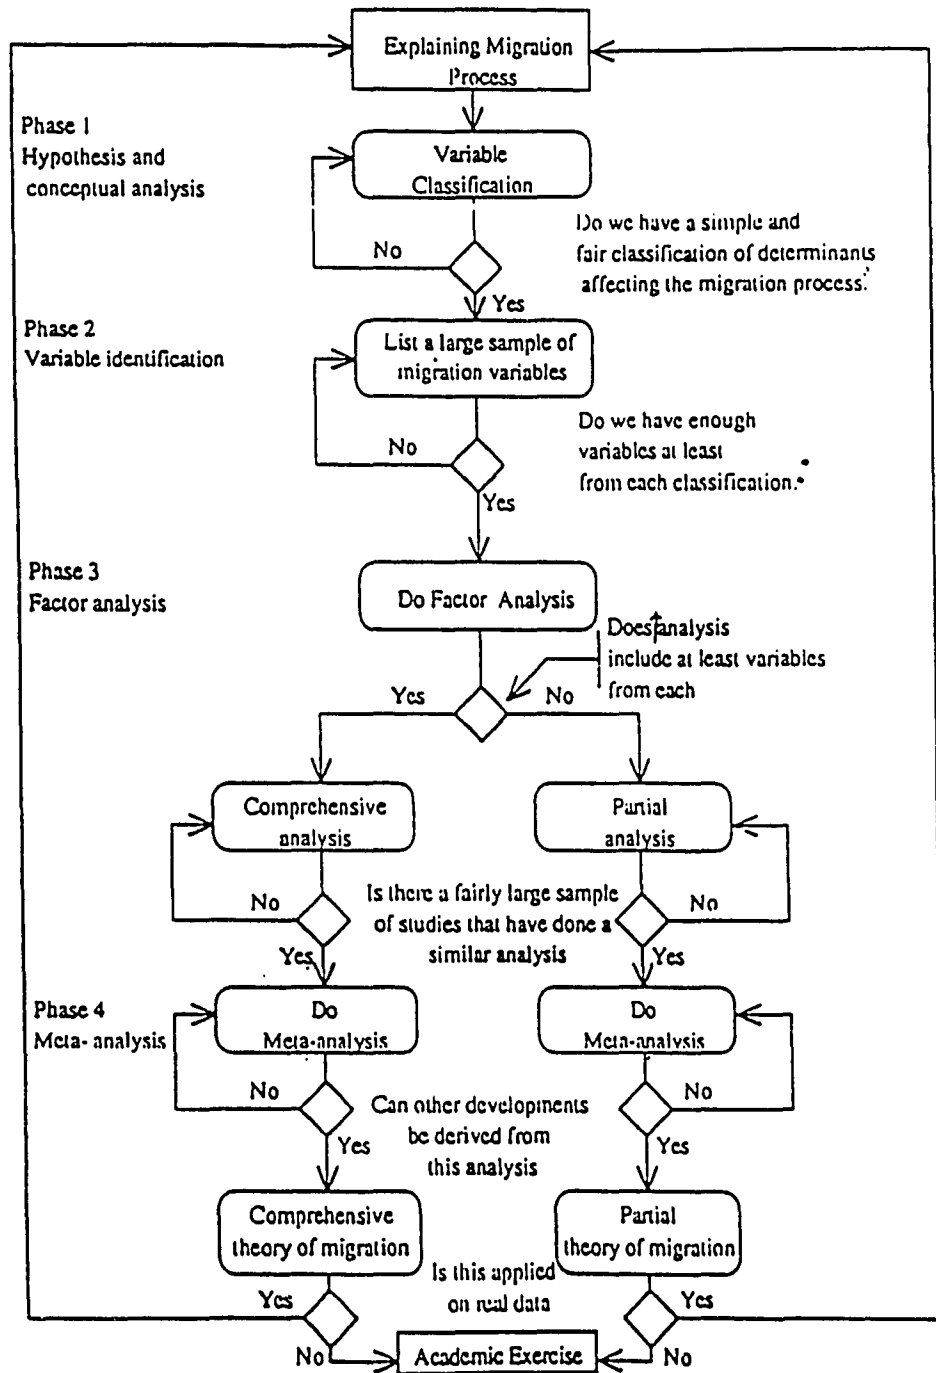 Explaining Migration
Process
Phase 1
Hypothesis and
conceptual analysis
Variable
Classification
Do we have a simple and
fair classification of determinants
affecting the migration process.
No
Yes
Phase 2
Variable identification
List a large sample of
migration variables
Do we have enough
variables at least
from each classification.
No
Yes
Phase 3
Factor analysis
Do Factor Analysis
Does analysis
include at least variables
from each
Yes
No
Comprehensive
analysis
Partial
analysis
No
Is there a fairly large sample
of studies that have done a
similar analysis
No
Yes
Yes
Phase 4
Meta- analysis
Do
Meta-analysis
Do
Meta-analysis
No
Can other developments
be derived from
this analysis
No
Yes
Yes
Comprehensive
theory of migration
Partial
theory of migration
Is this applied
on real data
Yes
Yes
No
Academic Exercise
No